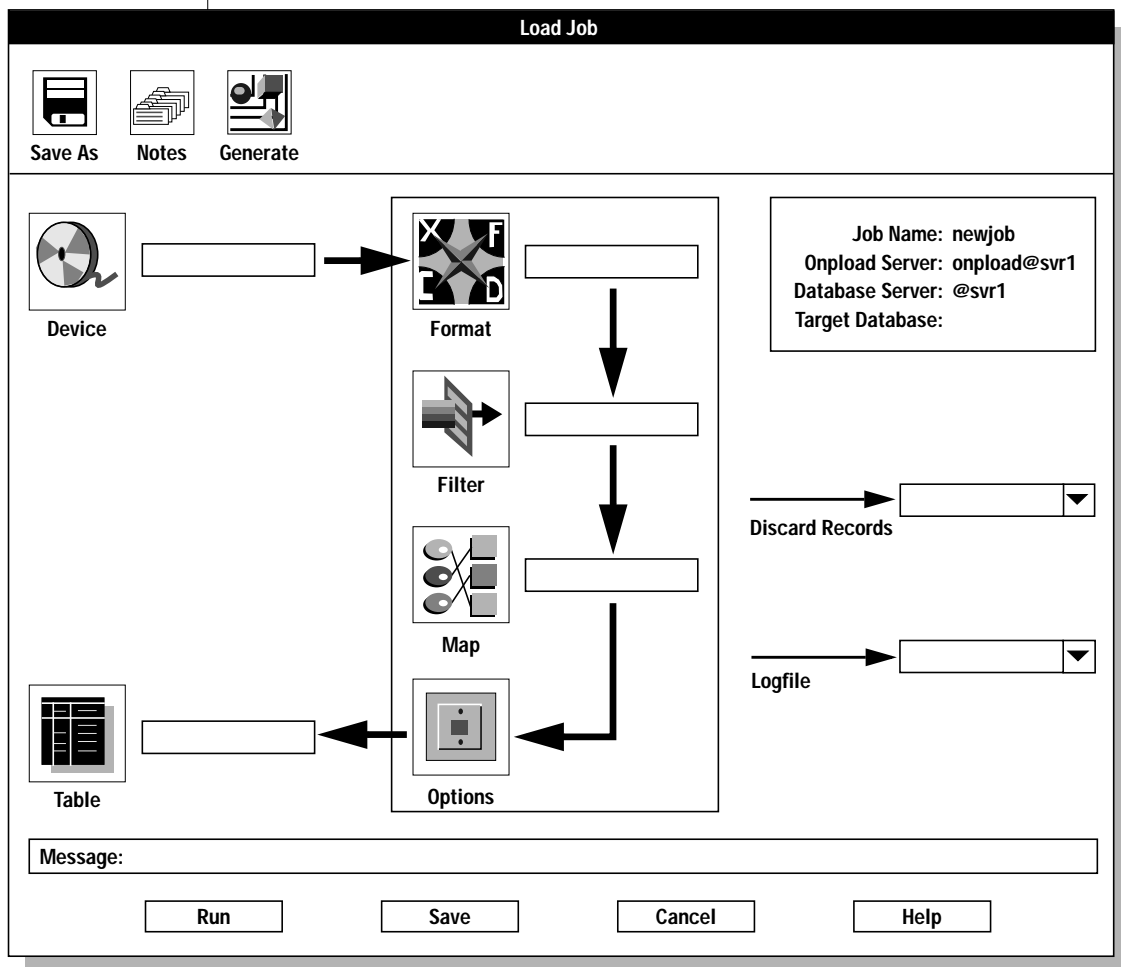 Load Job
Save As
Notes
Generate
Device
X F
I D
Format
Job Name: newjob
Onpload Server: onpload@svr1
Database Server: @svr1
Target Database:
Filter
Discard Records
Map
Logfile
Table
Options
Message:
Run
Save
Cancel
Help